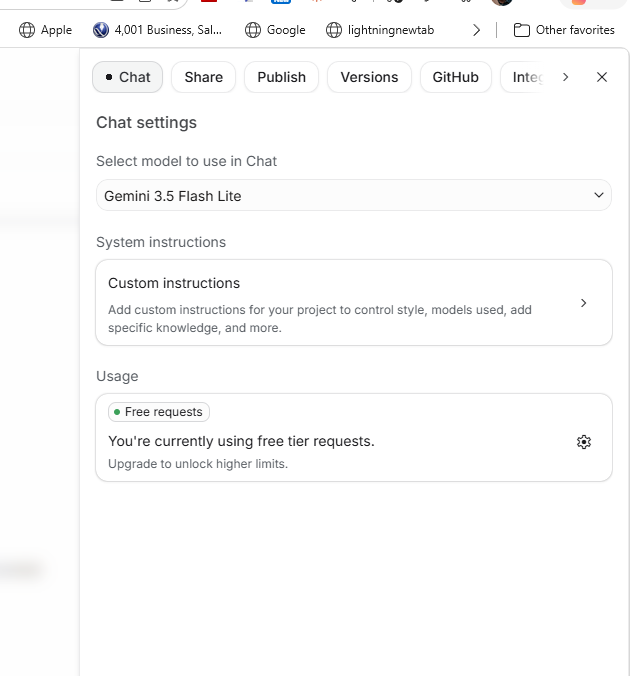 Apple
4,001 Business, Sal...
Google
lightningnewtab
Other favorites
Chat
Share
Publish
Versions
GitHub
Chat settings
Select model to use in Chat
Gemini 3.5 Flash Lite
System instructions
Custom instructions
Add custom instructions for your project to control style, models used, add
specific knowledge, and more.
Usage
Free requests
You're currently using free tier requests.
Upgrade to unlock higher limits.